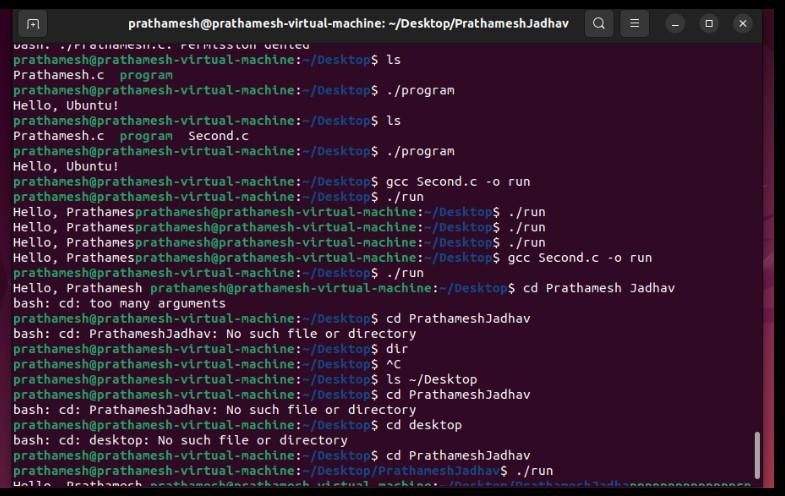 prathamesh@prathamesh-virtual-machine: ~/Desktop/PrathameshJadhav
bash: ./Prathamesh.c: Permission denied
prathamesh@prathamesh-virtual-machine:~/Desktop$ ls
Prathamesh.c  program
prathamesh@prathamesh-virtual-machine:~/Desktop$ ./program
Hello, Ubuntu!
prathamesh@prathamesh-virtual-machine:~/Desktop$ ls
Prathamesh.c  program  Second.c
prathamesh@prathamesh-virtual-machine:~/Desktop$ ./program
Hello, Ubuntu!
prathamesh@prathamesh-virtual-machine:~/Desktop$ gcc Second.c -o run
prathamesh@prathamesh-virtual-machine:~/Desktop$ ./run
Hello, Prathamesprathamesh@prathamesh-virtual-machine:~/Desktop$ ./run
Hello, Prathamesprathamesh@prathamesh-virtual-machine:~/Desktop$ ./run
Hello, Prathamesprathamesh@prathamesh-virtual-machine:~/Desktop$ ./run
Hello, Prathamesprathamesh@prathamesh-virtual-machine:~/Desktop$ gcc Second.c -o run
prathamesh@prathamesh-virtual-machine:~/Desktop$ ./run
Hello, Prathamesh prathamesh@prathamesh-virtual-machine:~/Desktop$ cd Prathamesh Jadhav
bash: cd: too many arguments
prathamesh@prathamesh-virtual-machine:~/Desktop$ cd PrathameshJadhav
bash: cd: PrathameshJadhav: No such file or directory
prathamesh@prathamesh-virtual-machine:~/Desktop$ dir
prathamesh@prathamesh-virtual-machine:~/Desktop$ ^C
prathamesh@prathamesh-virtual-machine:~/Desktop$ ls ~/Desktop
prathamesh@prathamesh-virtual-machine:~/Desktop$ cd PrathameshJadhav
bash: cd: PrathameshJadhav: No such file or directory
prathamesh@prathamesh-virtual-machine:~/Desktop$ cd desktop
bash: cd: desktop: No such file or directory
prathamesh@prathamesh-virtual-machine:~/Desktop$ cd PrathameshJadhav
prathamesh@prathamesh-virtual-machine:~/Desktop/PrathameshJadhav$ ./run
Hello, Prathamesh prathamesh@prathamesh-virtual-machine:~/Desktop/PrathameshJadha